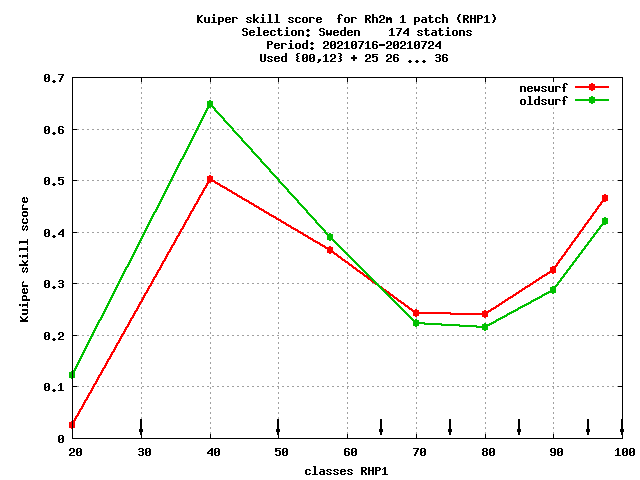 Kuiper skill score  for Rh2m 1 patch (RHP1)
Selection: Sweden    174 stations
Period: 20210716-20210724
Used {00,12} + 25 26 ... 36
newsurf
oldsurf
0.7
0.6
0.5
0.4
0.3
0.2
0.1
0
Kuiper skill score
20 30 40 50 60 70 80 90 100
classes RHP1